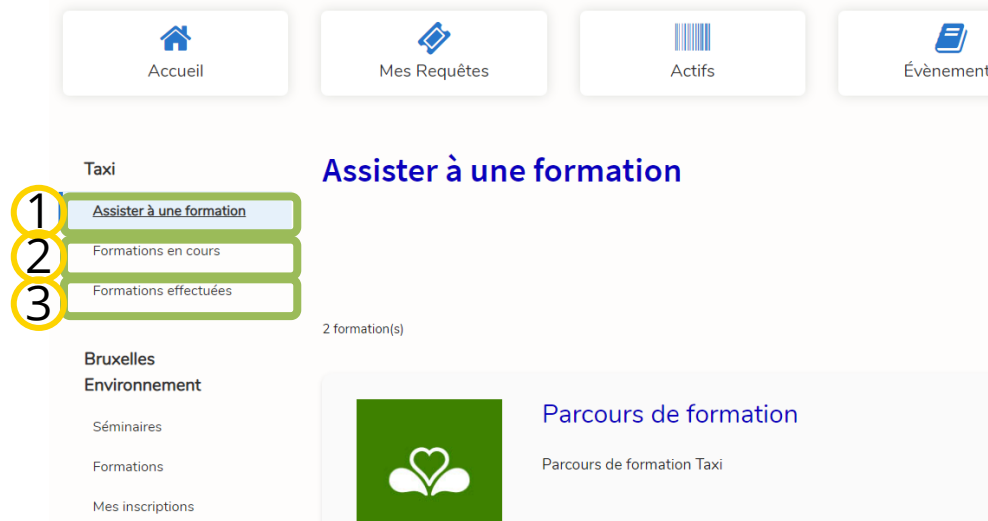 Accueil
Mes Requêtes
Actifs
Évènement
Taxi
Assister à une formation
1
Assister à une formation
2
Formations en cours
3
Formations effectuées
2 formation(s)
Bruxelles
Environnement
Séminaires
Formations
Mes inscriptions
Parcours de formation
Parcours de formation Taxi